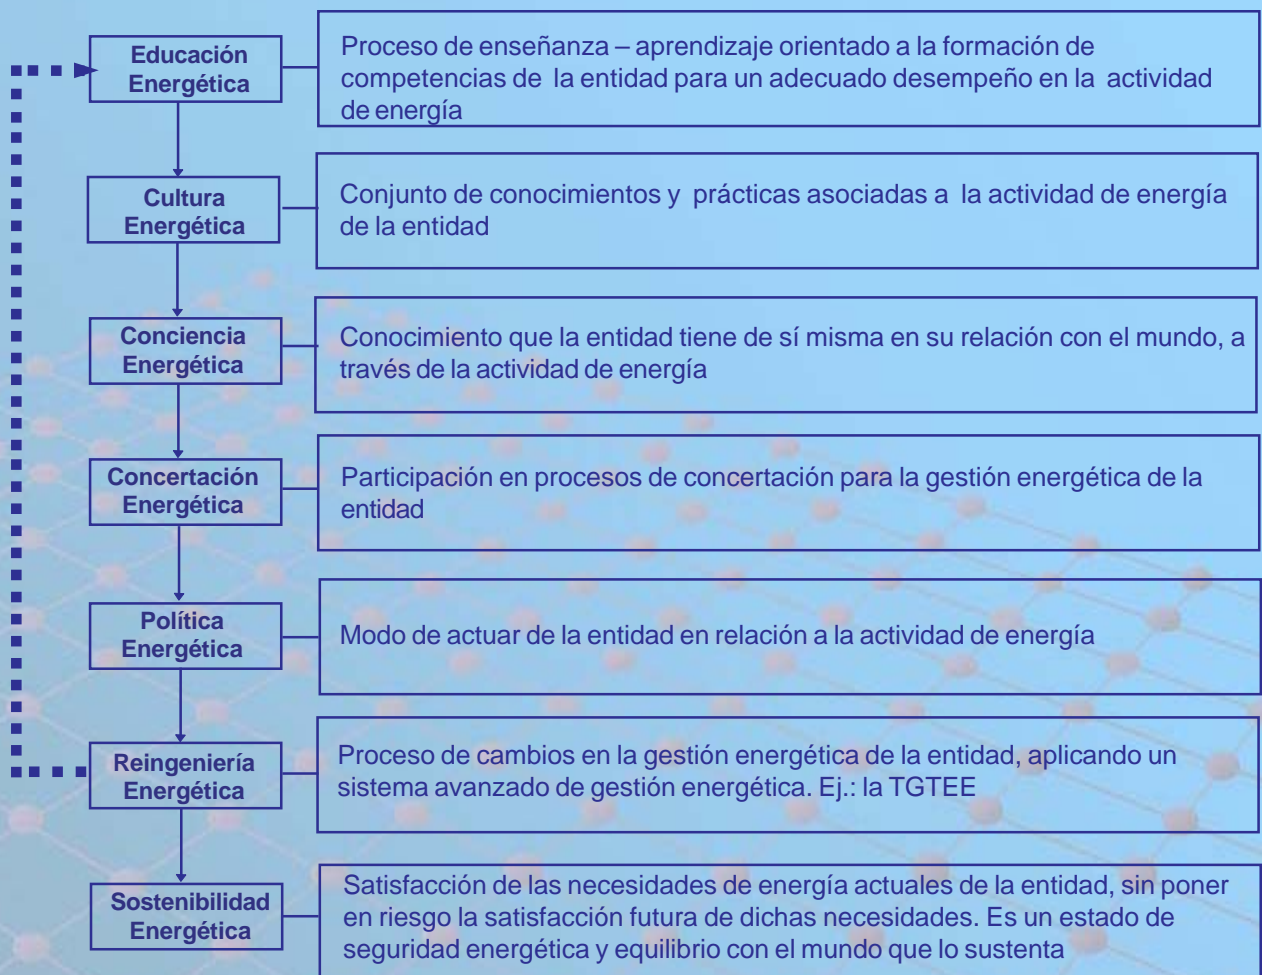 Educación
Energética
Proceso de enseñanza – aprendizaje orientado a la formación de
competencias de la entidad para un adecuado desempeño en la actividad
de energía
Cultura
Energética
Conjunto de conocimientos y prácticas asociadas a la actividad de energía
de la entidad
Conciencia
Energética
Conocimiento que la entidad tiene de sí misma en su relación con el mundo, a
través de la actividad de energía
Concertación
Energética
Participación en procesos de concertación para la gestión energética de la
entidad
Política
Energética
Modo de actuar de la entidad en relación a la actividad de energía
Reingeniería
Energética
Proceso de cambios en la gestión energética de la entidad, aplicando un
sistema avanzado de gestión energética. Ej.: la TGTEE
Sostenibilidad
Energética
Satisfacción de las necesidades de energía actuales de la entidad, sin poner
en riesgo la satisfacción futura de dichas necesidades. Es un estado de
seguridad energética y equilibrio con el mundo que lo sustenta